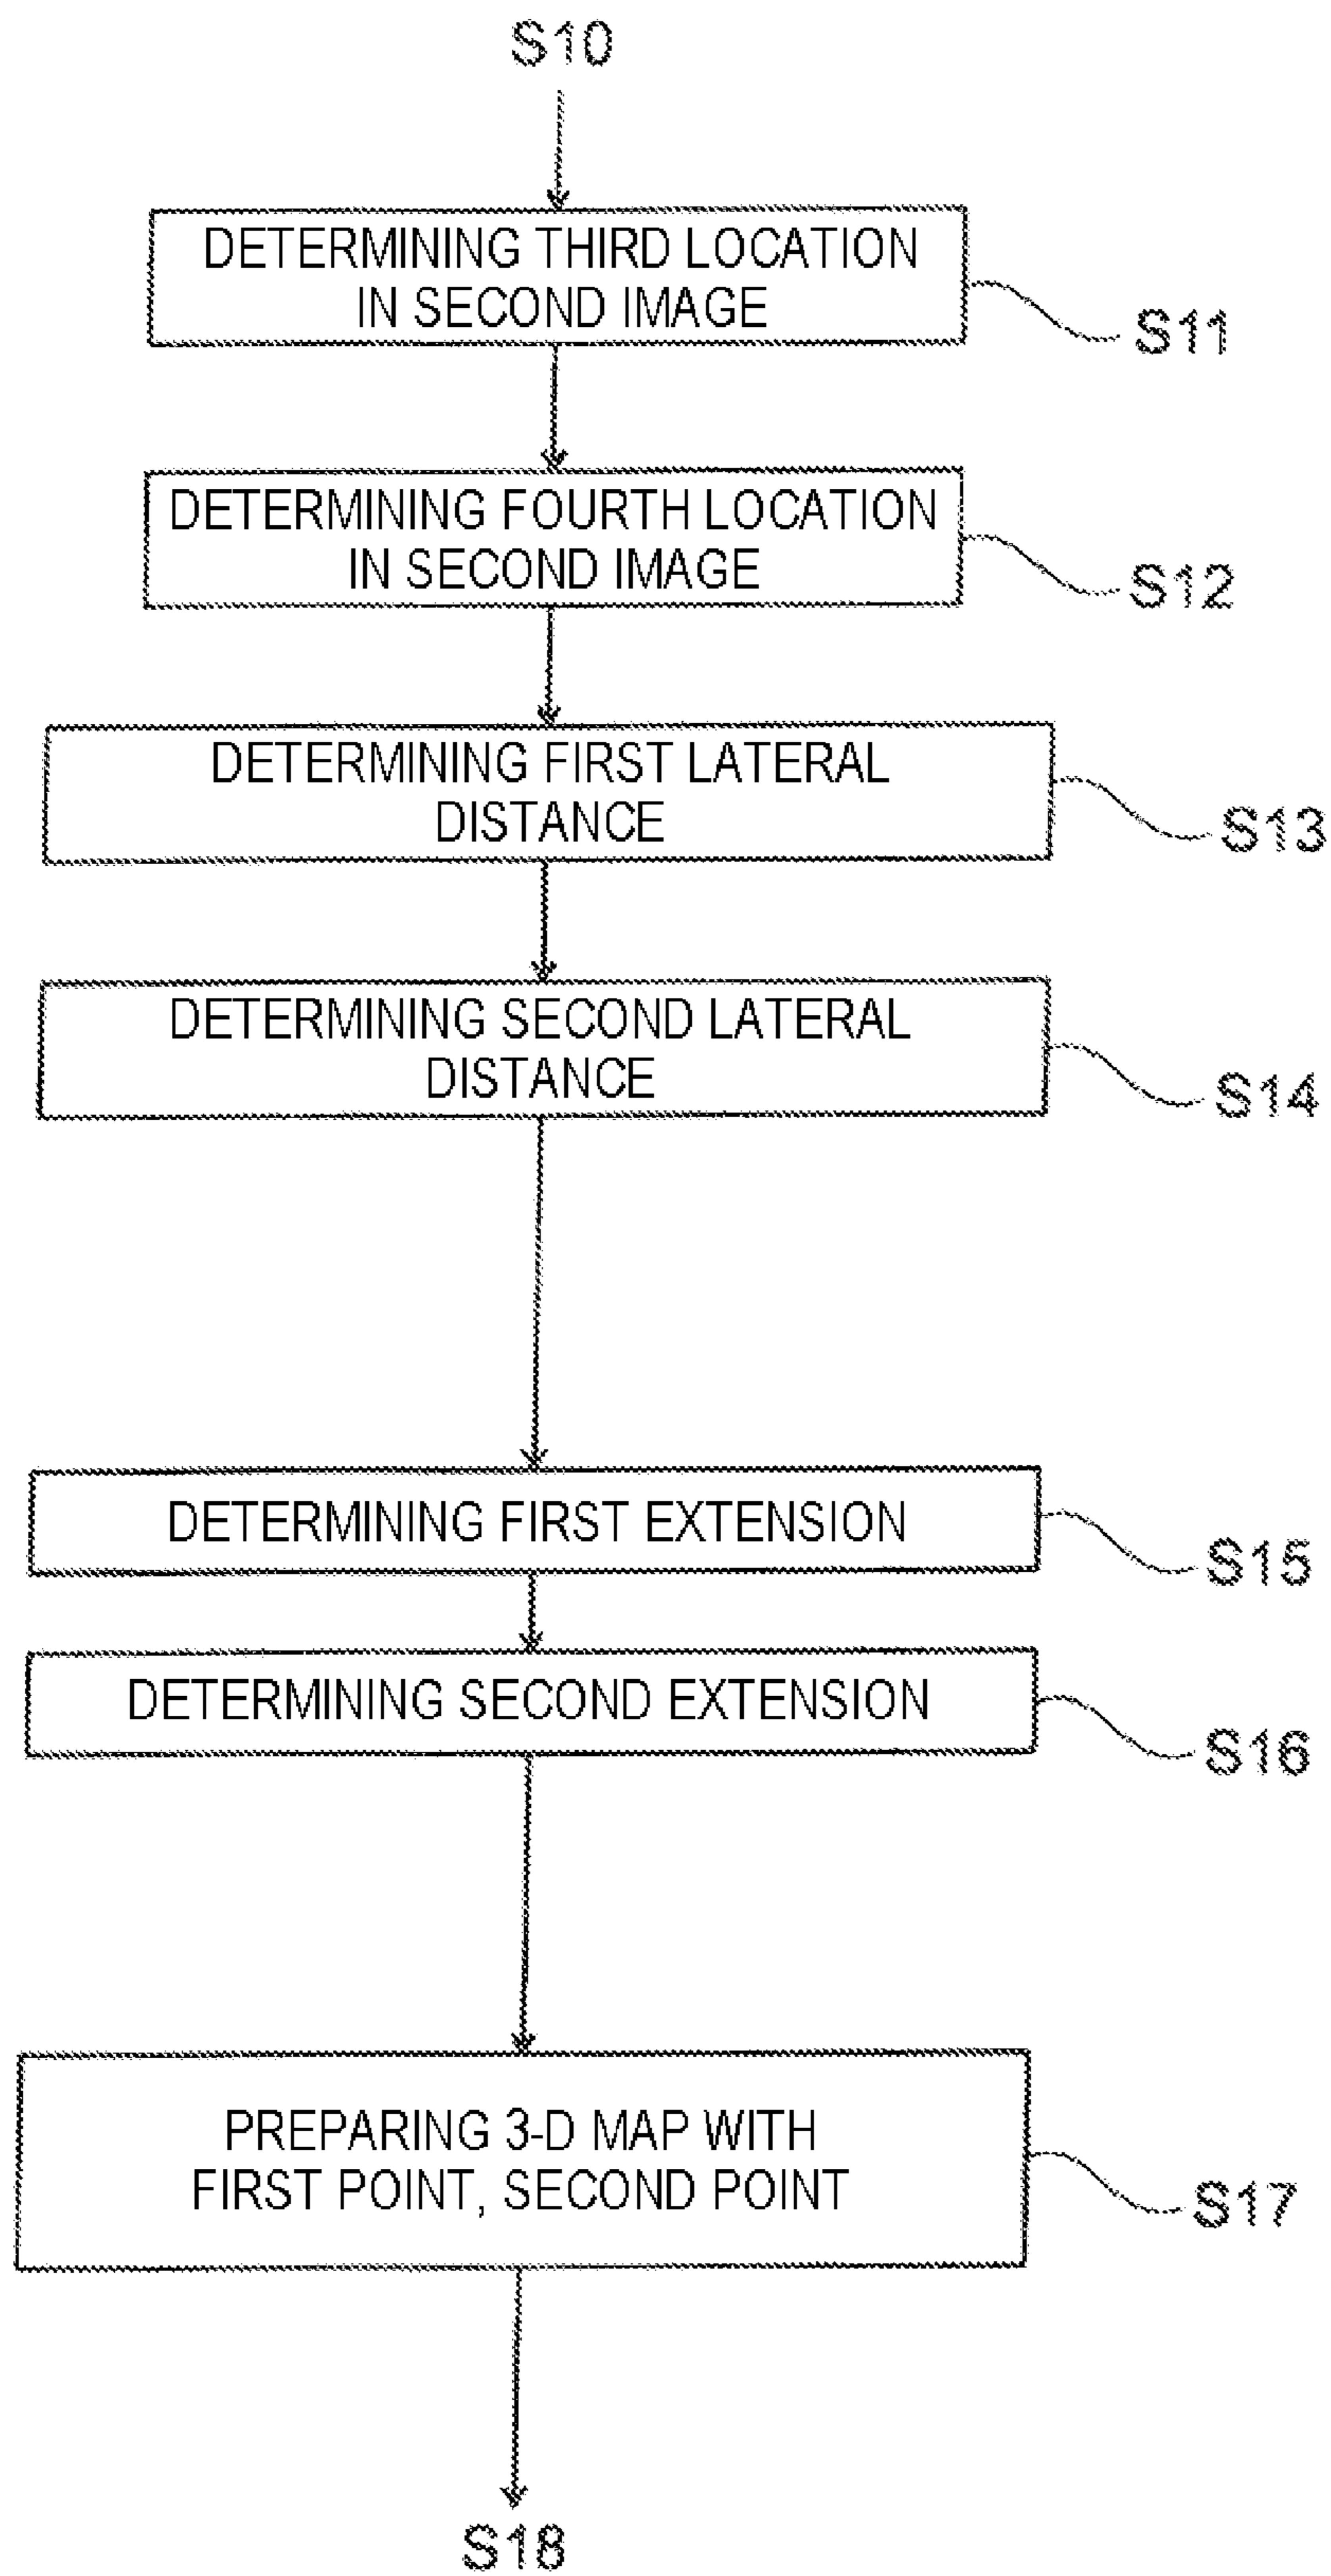 S10
DETERMINING THIRD LOCATION
IN SECOND IMAGE
S11
DETERMINING FOURTH LOCATION
IN SECOND IMAGE
S12
DETERMINING FIRST LATERAL
DISTANCE
S13
DETERMINING SECOND LATERAL
DISTANCE
S14
DETERMINING FIRST EXTENSION
S15
DETERMINING SECOND EXTENSION
S16
PREPARING 3-D MAP WITH
FIRST POINT, SECOND POINT
S17
S18